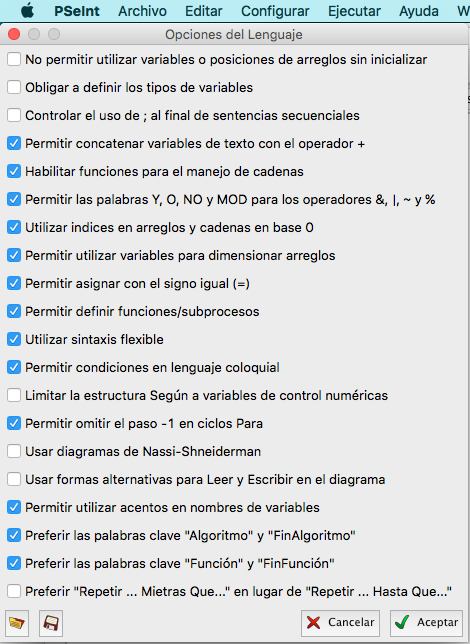 PSeInt Archivo Editar Configurar Ejecutar Ayuda
Opciones del Lenguaje
No permitir utilizar variables o posiciones de arreglos sin inicializar
Obligar a definir los tipos de variables
Controlar el uso de ; al final de sentencias secuenciales
Permitir concatenar variables de texto con el operador +
Habilitar funciones para el manejo de cadenas
Permitir las palabras Y, O, NO y MOD para los operadores &, |, ~ y %
Utilizar indices en arreglos y cadenas en base 0
Permitir utilizar variables para dimensionar arreglos
Permitir asignar con el signo igual (=)
Permitir definir funciones/subprocesos
Utilizar sintaxis flexible
Permitir condiciones en lenguaje coloquial
Limitar la estructura Según a variables de control numéricas
Permitir omitir el paso -1 en ciclos Para
Usar diagramas de Nassi-Shneiderman
Usar formas alternativas para Leer y Escribir en el diagrama
Permitir utilizar acentos en nombres de variables
Preferir las palabras clave "Algoritmo" y "FinAlgoritmo"
Preferir las palabras clave "Función" y "FinFunción"
Preferir "Repetir ... Mietras Que..." en lugar de "Repetir ... Hasta Que..."
Cancelar Aceptar